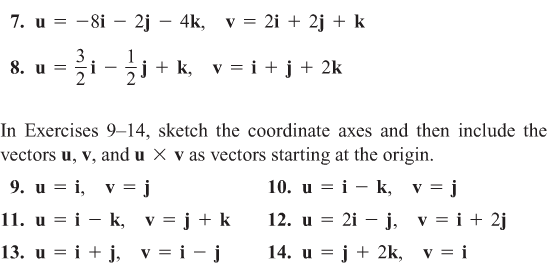 7. u = −8i − 2j − 4k, v = 2i + 2j + k
8. u = 3/2 i − 1/2 j + k, v = i + j + 2k
In Exercises 9–14, sketch the coordinate axes and then include the
vectors u, v, and u × v as vectors starting at the origin.
9. u = i, v = j 10. u = i − k, v = j
11. u = i − k, v = j + k 12. u = 2i − j, v = i + 2j
13. u = i + j, v = i − j 14. u = j + 2k, v = i